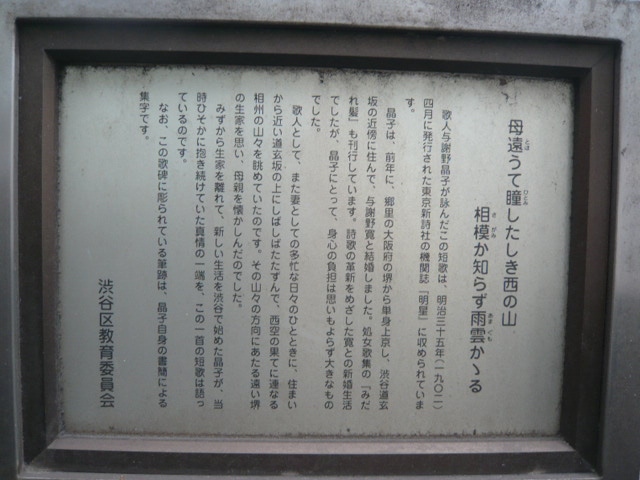 母遠うて瞳したしき西の山
相模か知らず雨雲かゝる
歌人与謝野晶子が詠んだこの短歌は、明治三十五年(一九〇二)
四月に発行された東京新詩社の機関誌『明星』に収められていま
す。
晶子は、前年に、郷里の大阪府の堺から単身上京し、渋谷道玄
坂の近傍に住んで、与謝野寛と結婚しました。処女歌集の『みだ
れ髪』も刊行しています。詩歌の革新をめざした寛との新婚生活
でしたが、晶子にとって、身心の負担は思いもよらず大きなもの
でした。
歌人として、また妻としての多忙な日々のひとときに、住まい
から近い道玄坂の上にしばしばたたずんで、西空の果てに連なる
相州の山々を眺めていたのです。その山々の方向にあたる遠い堺
の生家を思い、母親を懐かしんだのでした。
みずから生家を離れて、新しい生活を渋谷で始めた晶子が、当
時ひそかに抱き続けていた真情の一端を、この一首の短歌は語っ
ているのです。
なお、この歌碑に彫られている筆跡は、晶子自身の書簡による
集字です。
渋谷区教育委員会